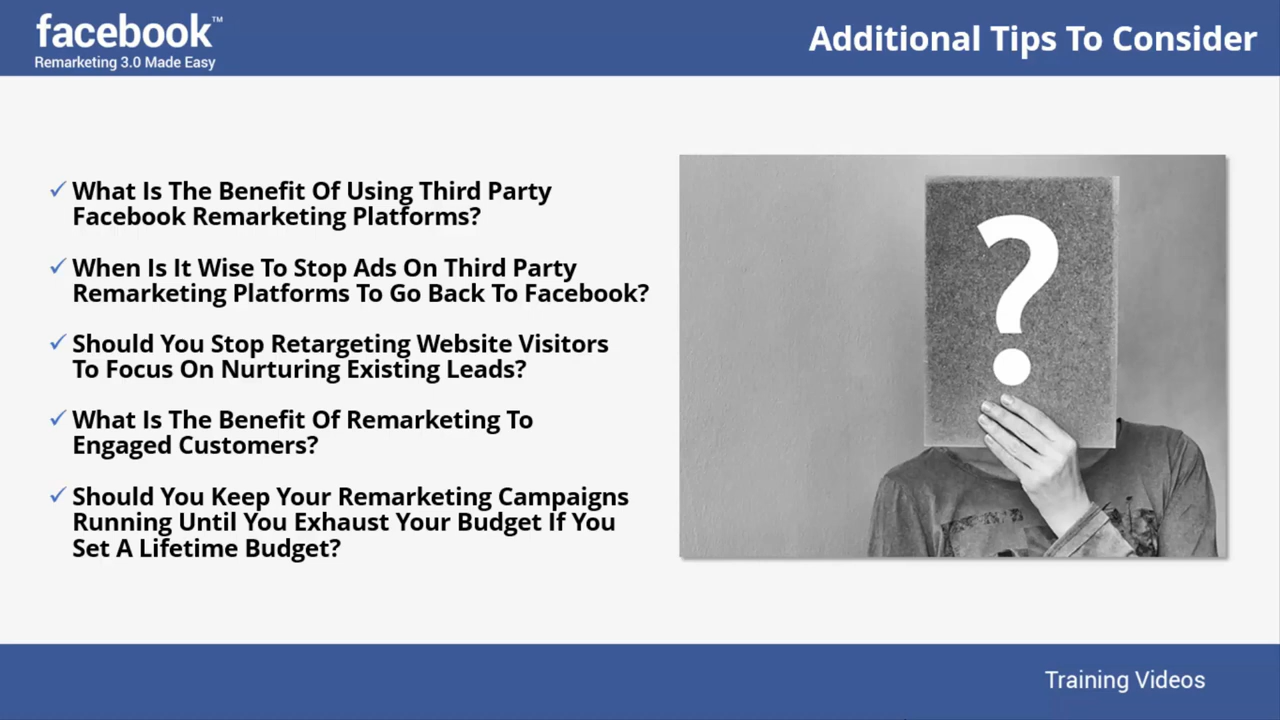 facebook™
Remarketing 3.0 Made Easy
Additional Tips To Consider
✓ What Is The Benefit Of Using Third Party
Facebook Remarketing Platforms?
✓ When Is It Wise To Stop Ads On Third Party
Remarketing Platforms To Go Back To Facebook?
✓ Should You Stop Retargeting Website Visitors
To Focus On Nurturing Existing Leads?
✓ What Is The Benefit Of Remarketing To
Engaged Customers?
✓ Should You Keep Your Remarketing Campaigns
Running Until You Exhaust Your Budget If You
Set A Lifetime Budget?
?
Training Videos